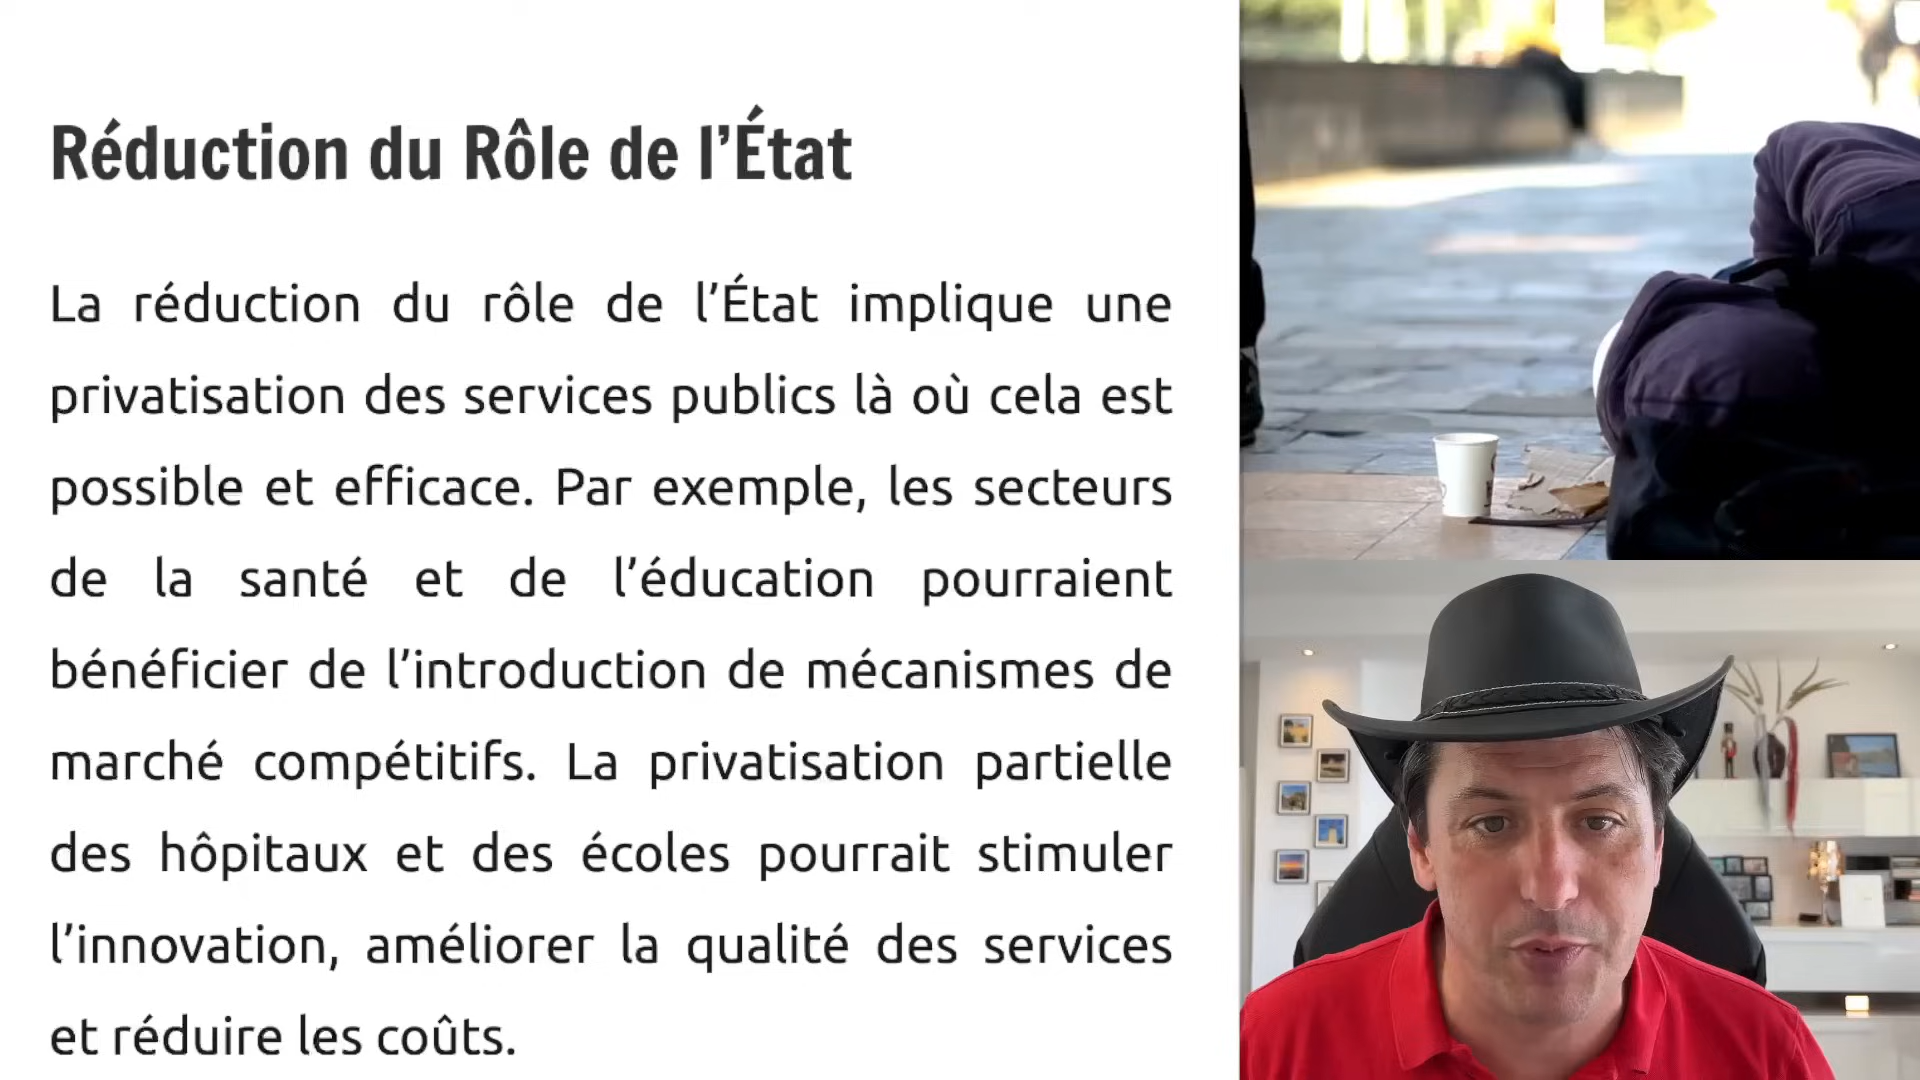 Réduction du Rôle de l’État
La réduction du rôle de l’État implique une
privatisation des services publics là où cela est
possible et efficace. Par exemple, les secteurs
de la santé et de l’éducation pourraient
bénéficier de l’introduction de mécanismes de
marché compétitifs. La privatisation partielle
des hôpitaux et des écoles pourrait stimuler
l’innovation, améliorer la qualité des services
et réduire les coûts.